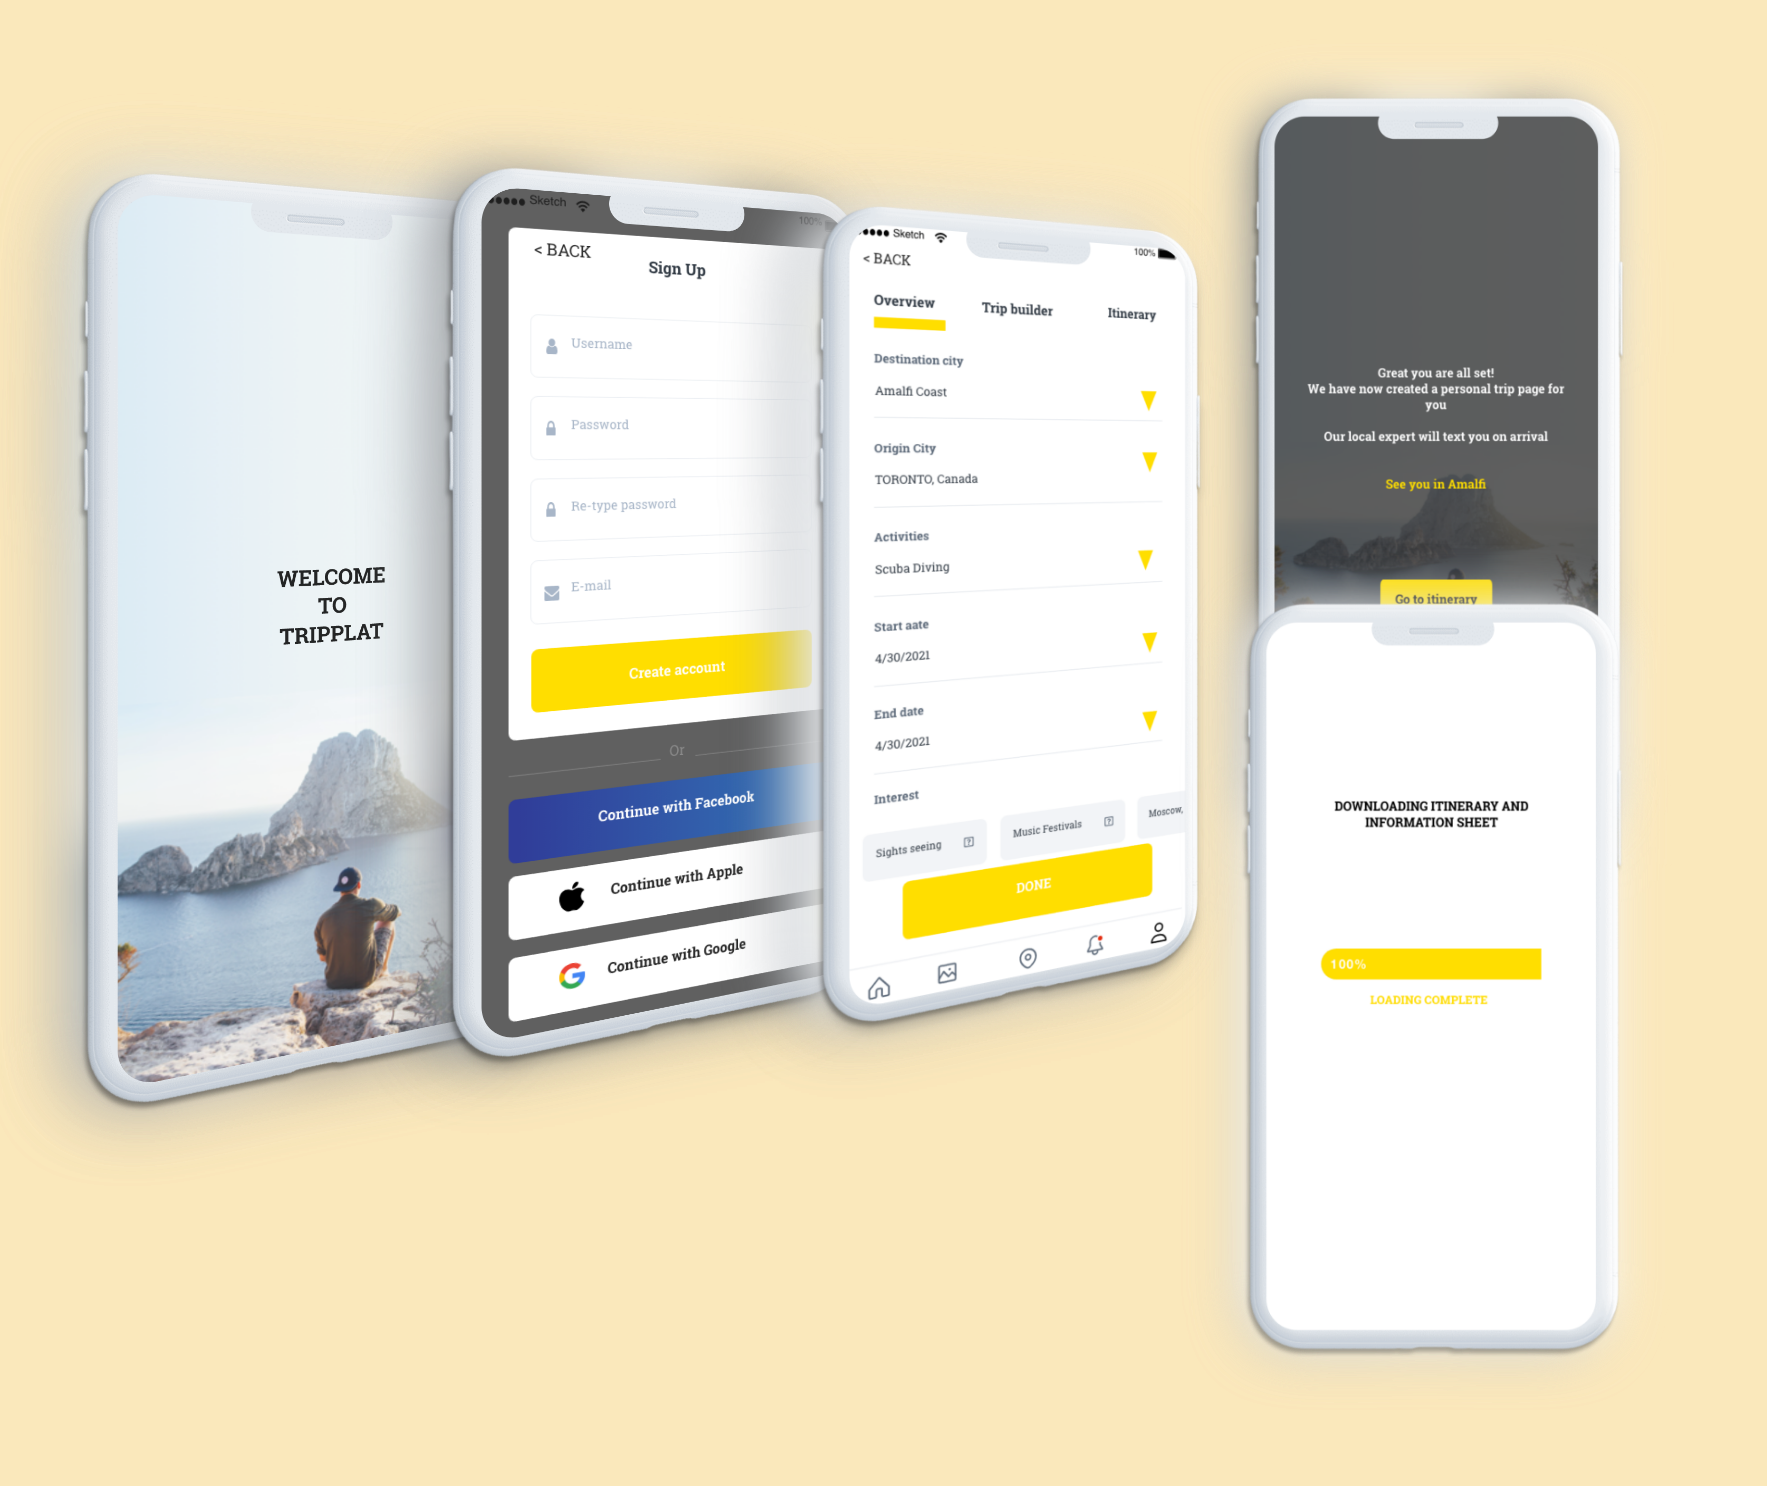 WELCOME
TO
TRIPPLAT
Sketch
100%
< BACK
Sign Up
Username
Password
Re-type password
E-mail
Create account
Or
Continue with Facebook
Continue with Apple
Continue with Google
Sketch
100%
< BACK
Overview
Trip builder
Itinerary
Destination city
Amalfi Coast
Origin City
TORONTO, Canada
Activities
Scuba Diving
Start aate
4/30/2021
End date
4/30/2021
Interest
Sights seeing
Music Festivals
Moscow,
DONE
Great you are all set!
We have now created a personal trip page for
you
Our local expert will text you on arrival
See you in Amalfi
Go to itinerary
DOWNLOADING ITINERARY AND
INFORMATION SHEET
100%
LOADING COMPLETE